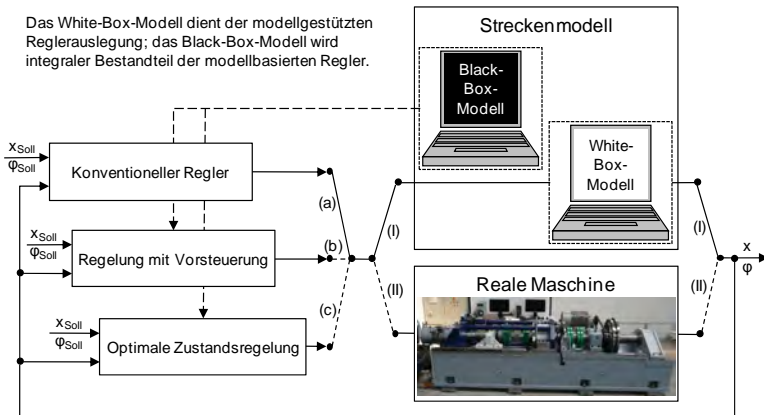 Das White-Box-Modell dient der modellgestützten
Reglerauslegung; das Black-Box-Modell wird
integraler Bestandteil der modellbasierten Regler.
Streckenmodell
Black-
Box-
Modell
White-
Box-
Modell
xSoll
φSoll
Konventioneller Regler
(a)
(I)
(I)
xSoll
φSoll
Regelung mit Vorsteuerung
(b)
x
φ
(c)
(II)
Reale Maschine
(II)
xSoll
φSoll
Optimale Zustandsregelung